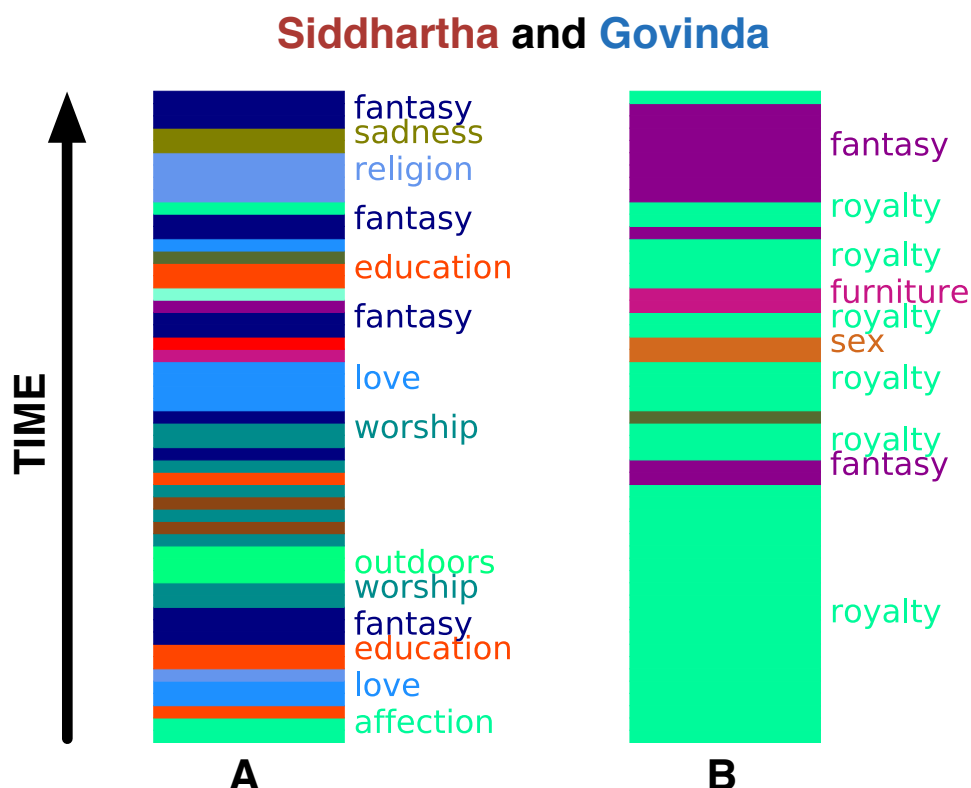 Siddhartha and Govinda
TIME
fantasy
sadness
religion
fantasy
education
fantasy
love
worship
outdoors
worship
fantasy
education
love
affection
A
fantasy
royalty
royalty
furniture
royalty
sex
royalty
royalty
fantasy
royalty
B